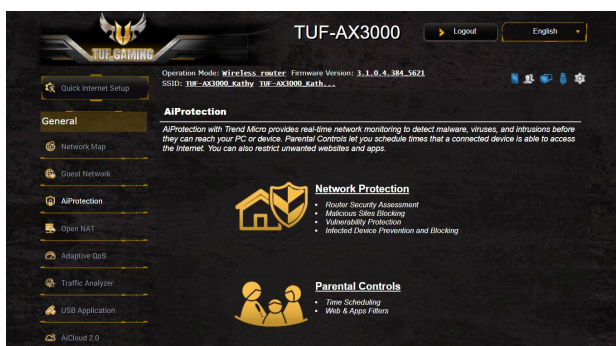 TUF-AX3000
Logout
English
TUF-GAMING
Operation Mode: Wireless router Firmware Version: 3.1.0.4.384_5621
SSID: TUF-AX3000_Kathy TUF-AX3000_Kath...
Quick Internet Setup
General
Network Map
Guest Network
AiProtection
Open NAT
Adaptive QoS
Traffic Analyzer
USB Application
AiCloud 2.0
AiProtection
AiProtection with Trend Micro provides real-time network monitoring to detect malware, viruses, and intrusions before
they can reach your PC or device. Parental Controls let you schedule times that a connected device is able to access
the Internet. You can also restrict unwanted websites and apps.
Network Protection
• Router Security Assessment
• Malicious Sites Blocking
• Vulnerability Protection
• Infected Device Prevention and Blocking
Parental Controls
• Time Scheduling
• Web & Apps Filters